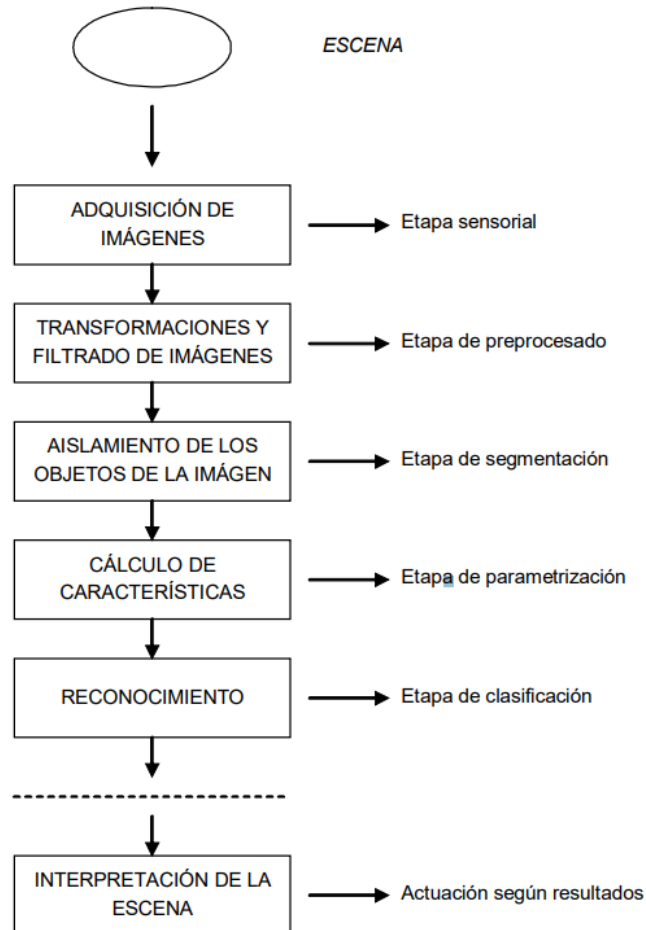 ESCENA
ADQUISICIÓN DE
IMÁGENES
Etapa sensorial
TRANSFORMACIONES Y
FILTRADO DE IMÁGENES
Etapa de preprocesado
AISLAMIENTO DE LOS
OBJETOS DE LA IMÁGEN
Etapa de segmentación
CÁLCULO DE
CARACTERÍSTICAS
Etapa de parametrización
RECONOCIMIENTO
Etapa de clasificación
INTERPRETACIÓN DE LA
ESCENA
Actuación según resultados